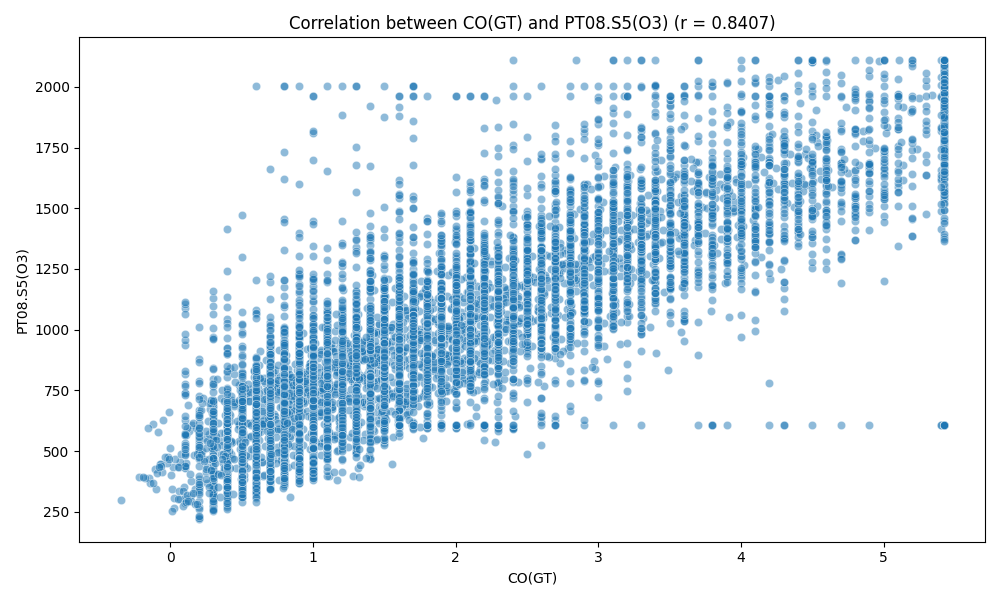 Correlation between CO(GT) and PT08.S5(O3) (r = 0.8407)
PT08.S5(O3)
2000
1750
1500
1250
1000
750
500
250
0 1 2 3 4 5
CO(GT)